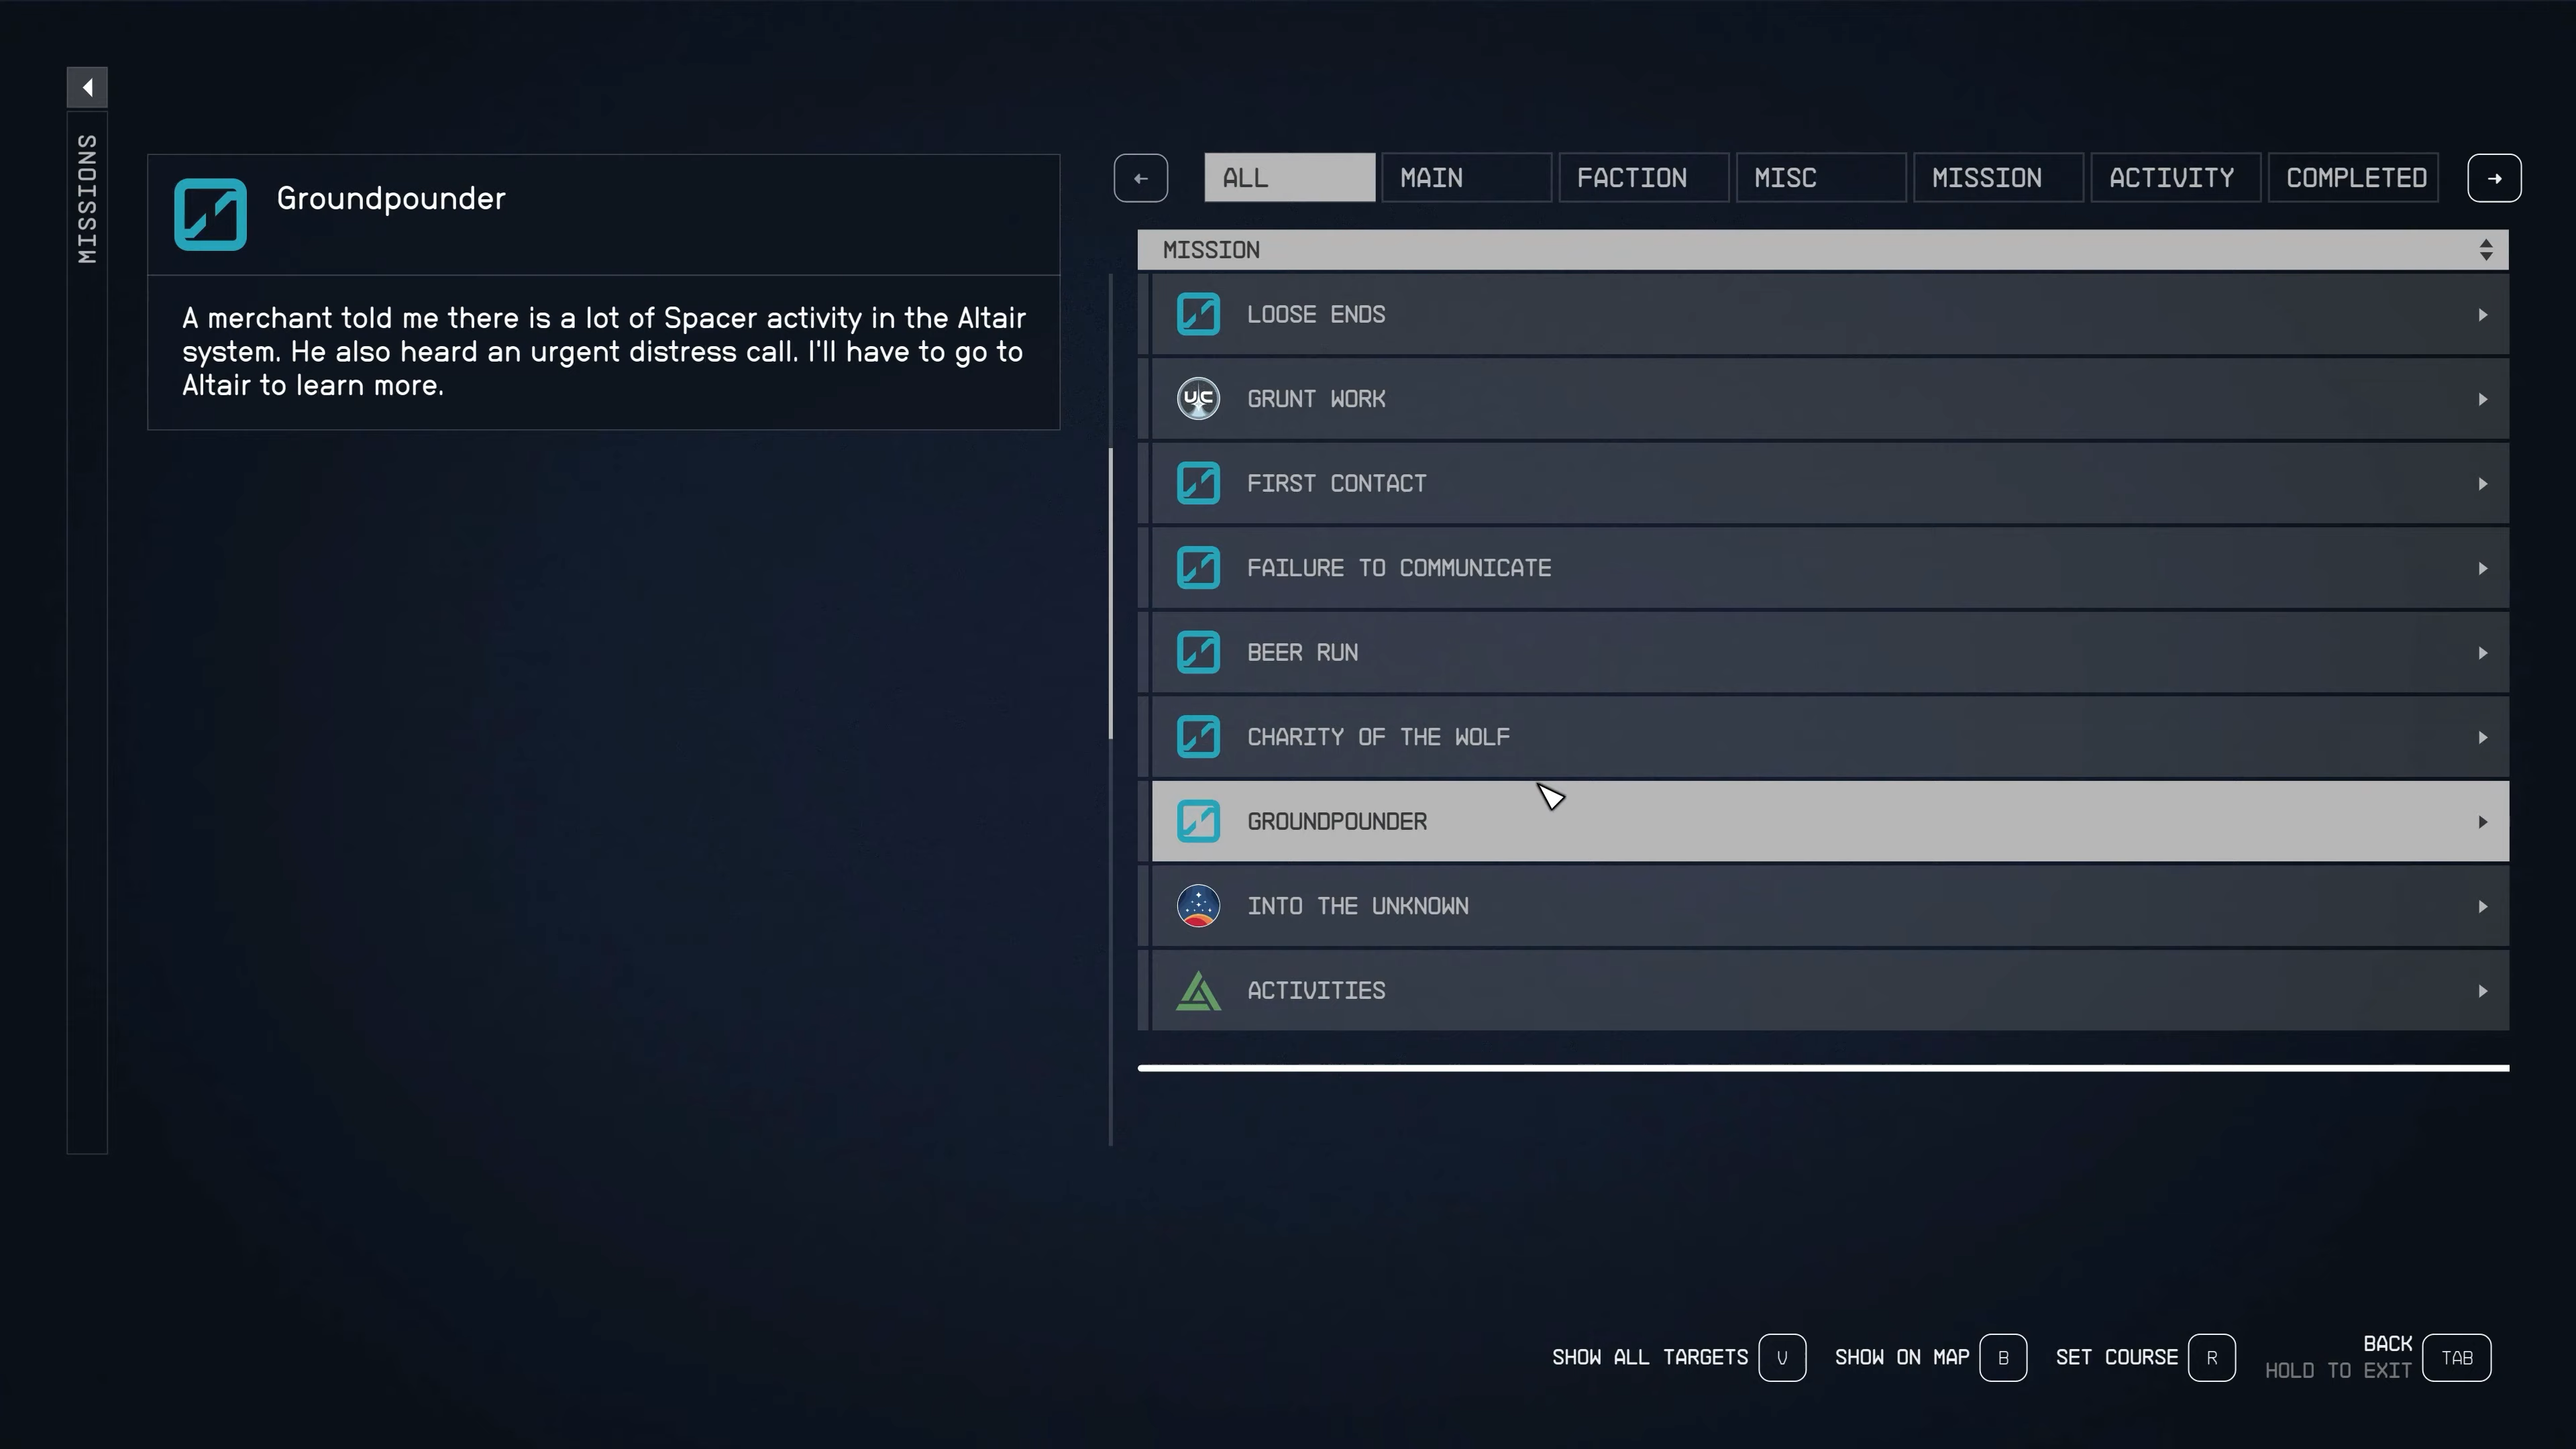 MISSIONS
Groundpounder
A merchant told me there is a lot of Spacer activity in the Altair
system. He also heard an urgent distress call. I'll have to go to
Altair to learn more.
ALL
MAIN
FACTION
MISC
MISSION
ACTIVITY
COMPLETED
MISSION
LOOSE ENDS
UC
GRUNT WORK
FIRST CONTACT
FAILURE TO COMMUNICATE
BEER RUN
CHARITY OF THE WOLF
GROUNDPOUNDER
INTO THE UNKNOWN
ACTIVITIES
SHOW ALL TARGETS V
SHOW ON MAP B
SET COURSE R
BACK
HOLD TO EXIT
TAB